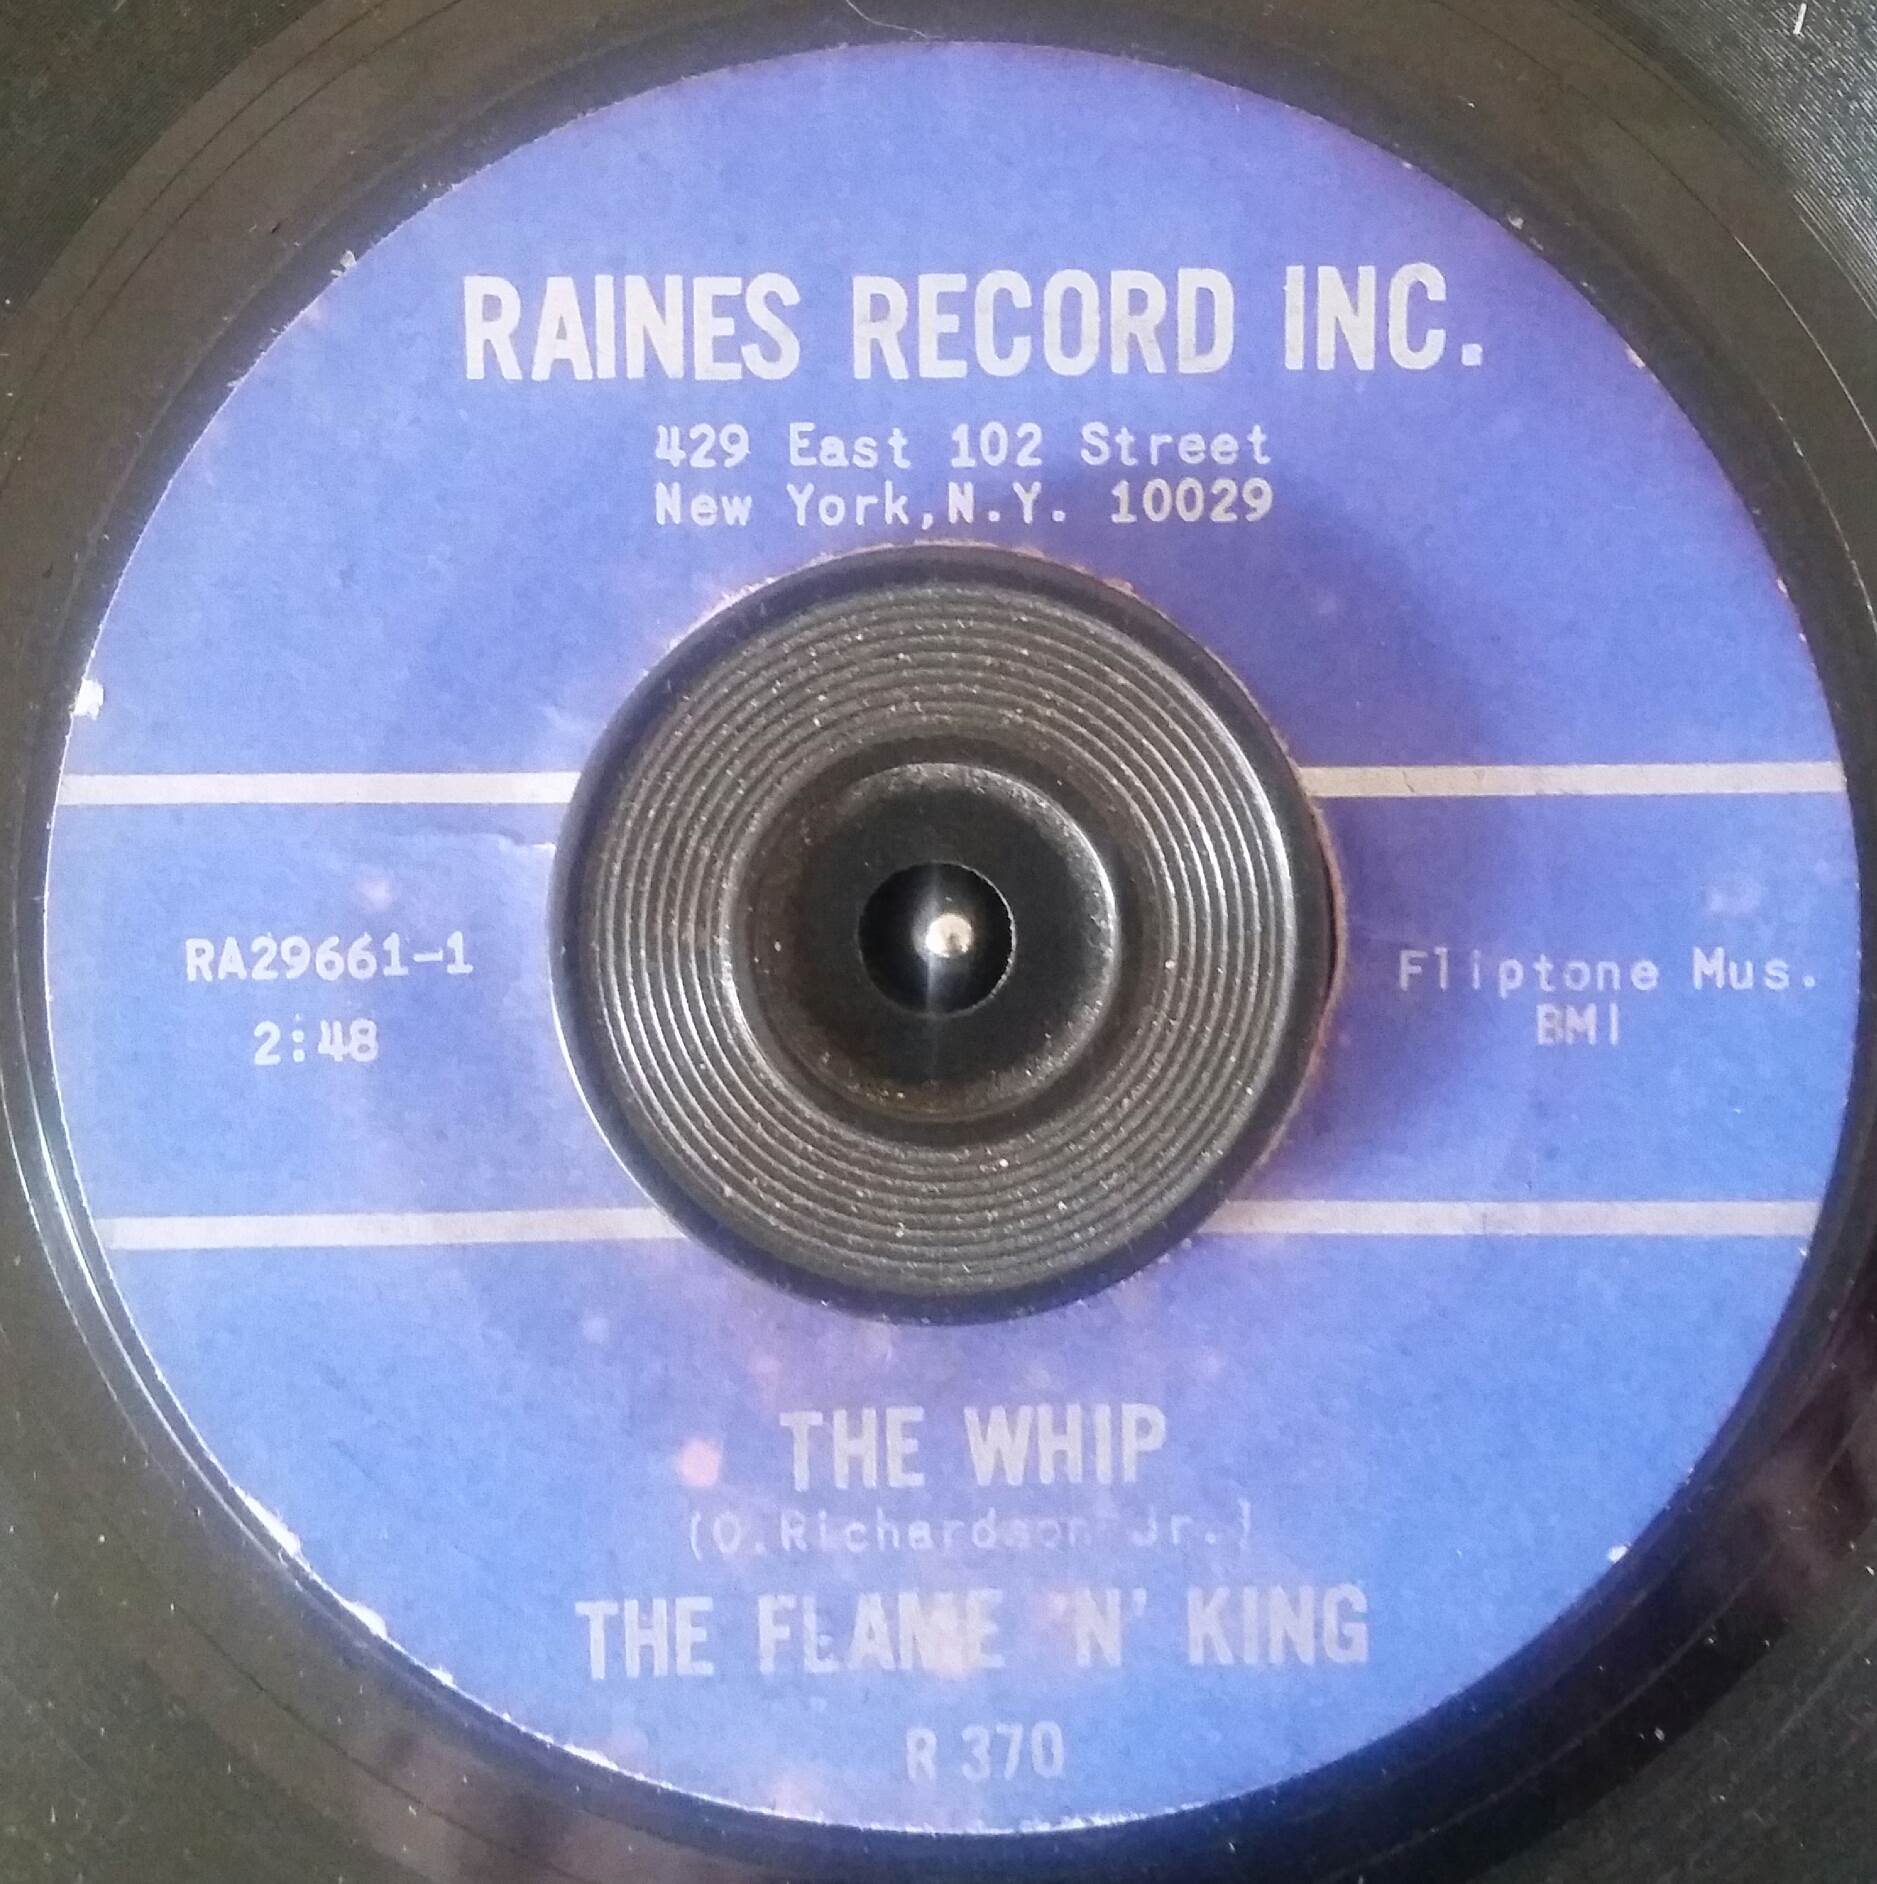 RAINES RECORD INC.
429 East 102 Street
New York,N.Y. 10029
RA29661-1
2:48
Fliptone Mus.
BMI
THE WHIP
(O.Richardson Jr.)
THE FLAME 'N' KING
R 370